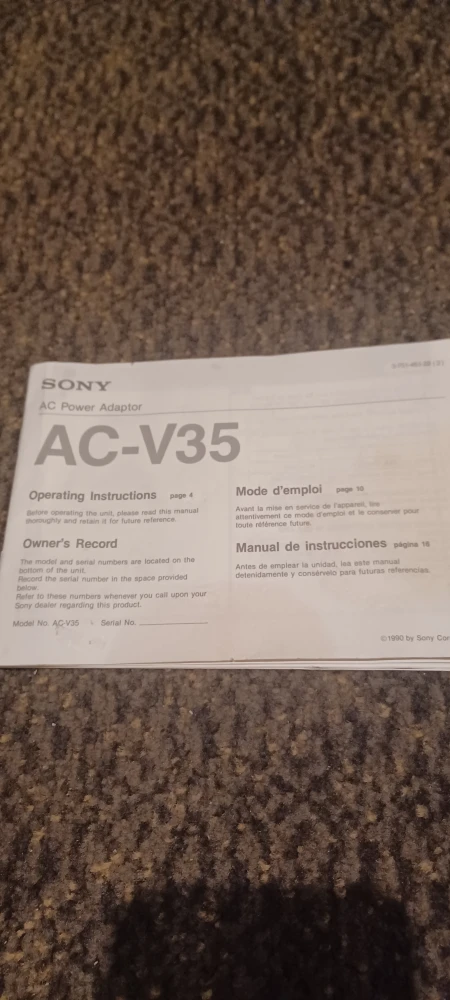 SONY
AC Power Adaptor
AC-V35
Operating Instructions page 4
Before operating the unit, please read this manual
thoroughly and retain it for future reference.
Owner's Record
The model and serial numbers are located on the
bottom of the unit.
Record the serial number in the space provided
below.
Refer to these numbers whenever you call upon your
Sony dealer regarding this product.
Model No. AC-V35 Serial No.
Mode d'emploi page 10
Avant la mise en service de l'appareil, lire
attentivement ce mode d'emploi et le conserver pour
toute référence future.
Manual de instrucciones página 16
Antes de emplear la unidad, lea este manual
detenidamente y consérvelo para futuras referencias.
©1990 by Sony Cor